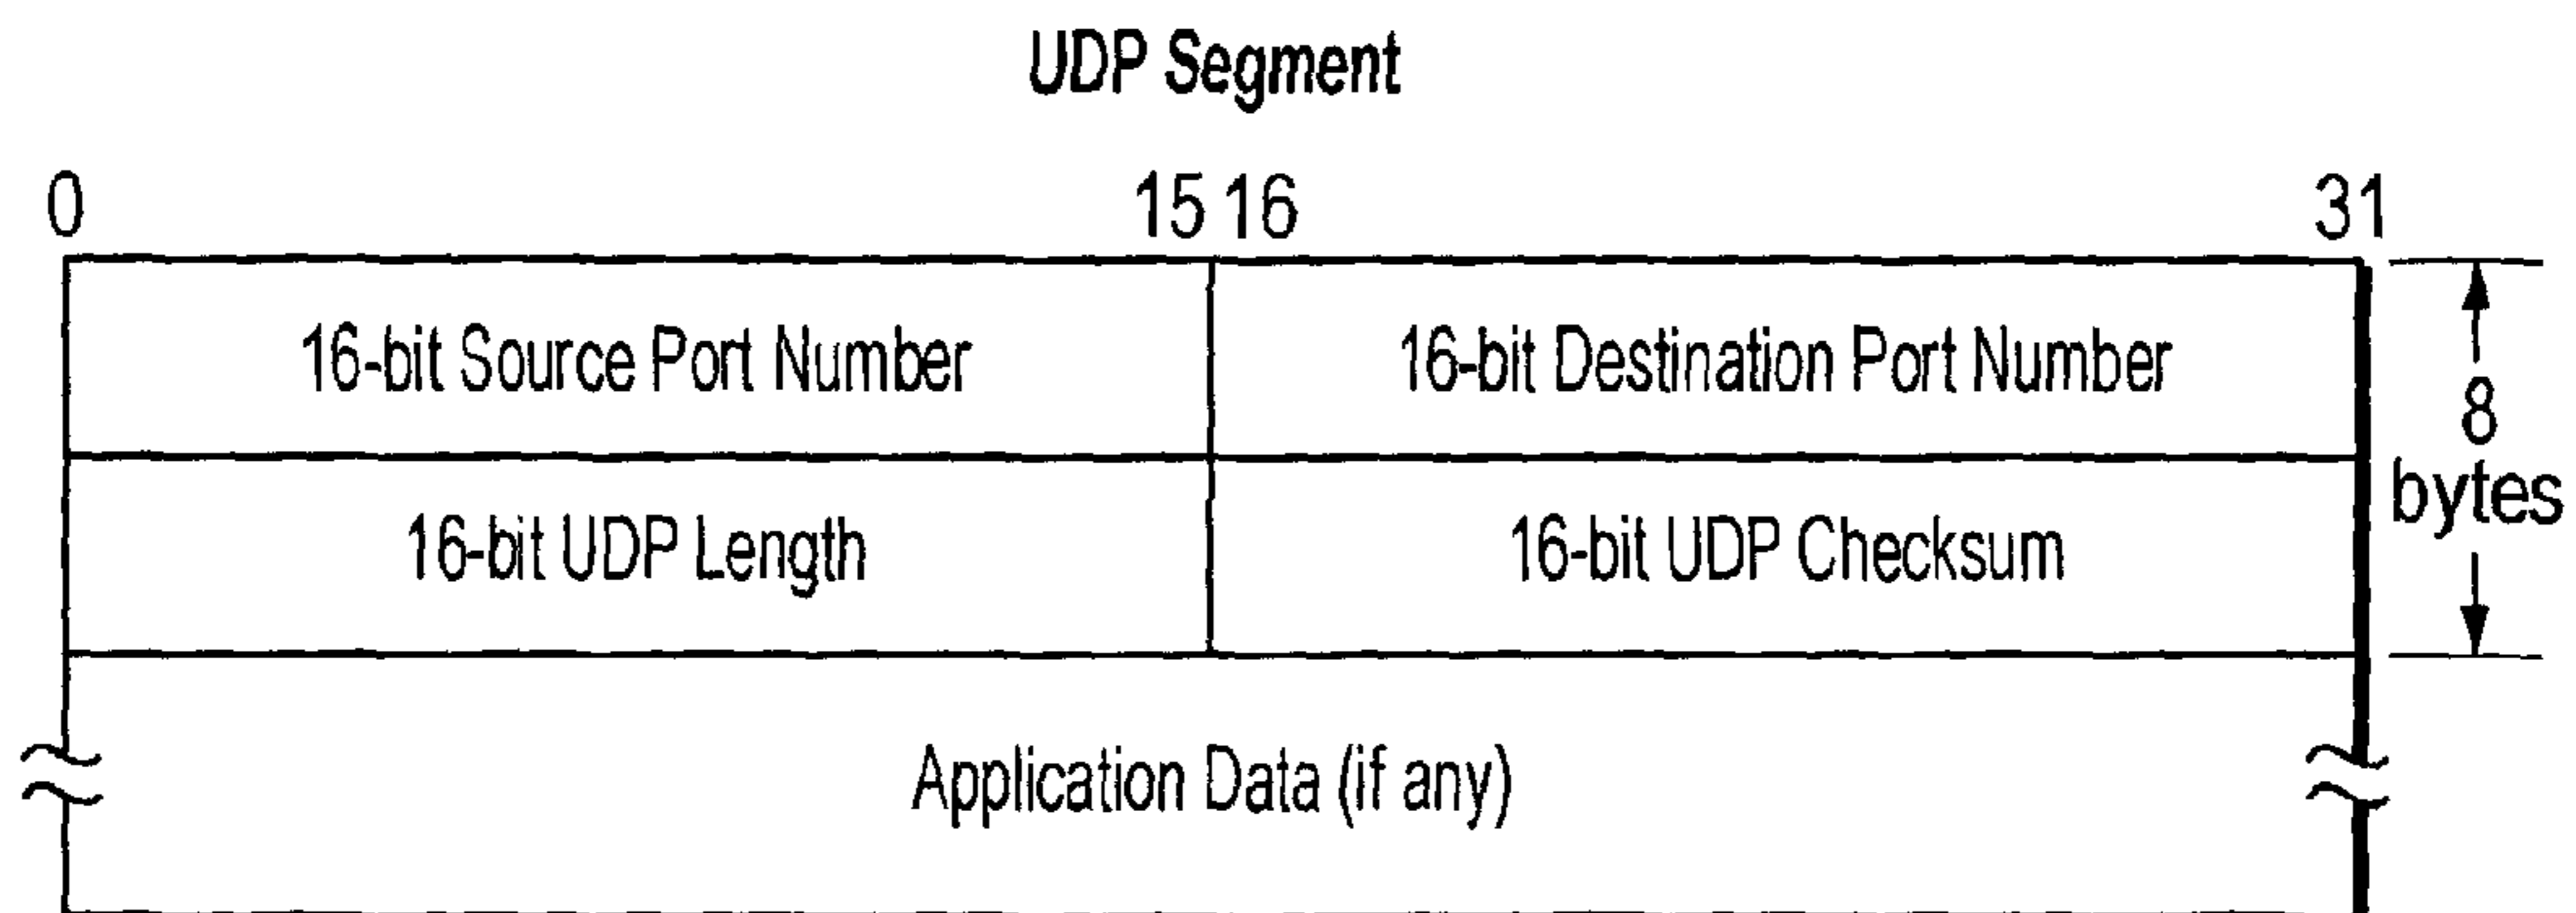 UDP Segment
0 15 16 31
16-bit Source Port Number 16-bit Destination Port Number
8
bytes
16-bit UDP Length 16-bit UDP Checksum
Application Data (if any)